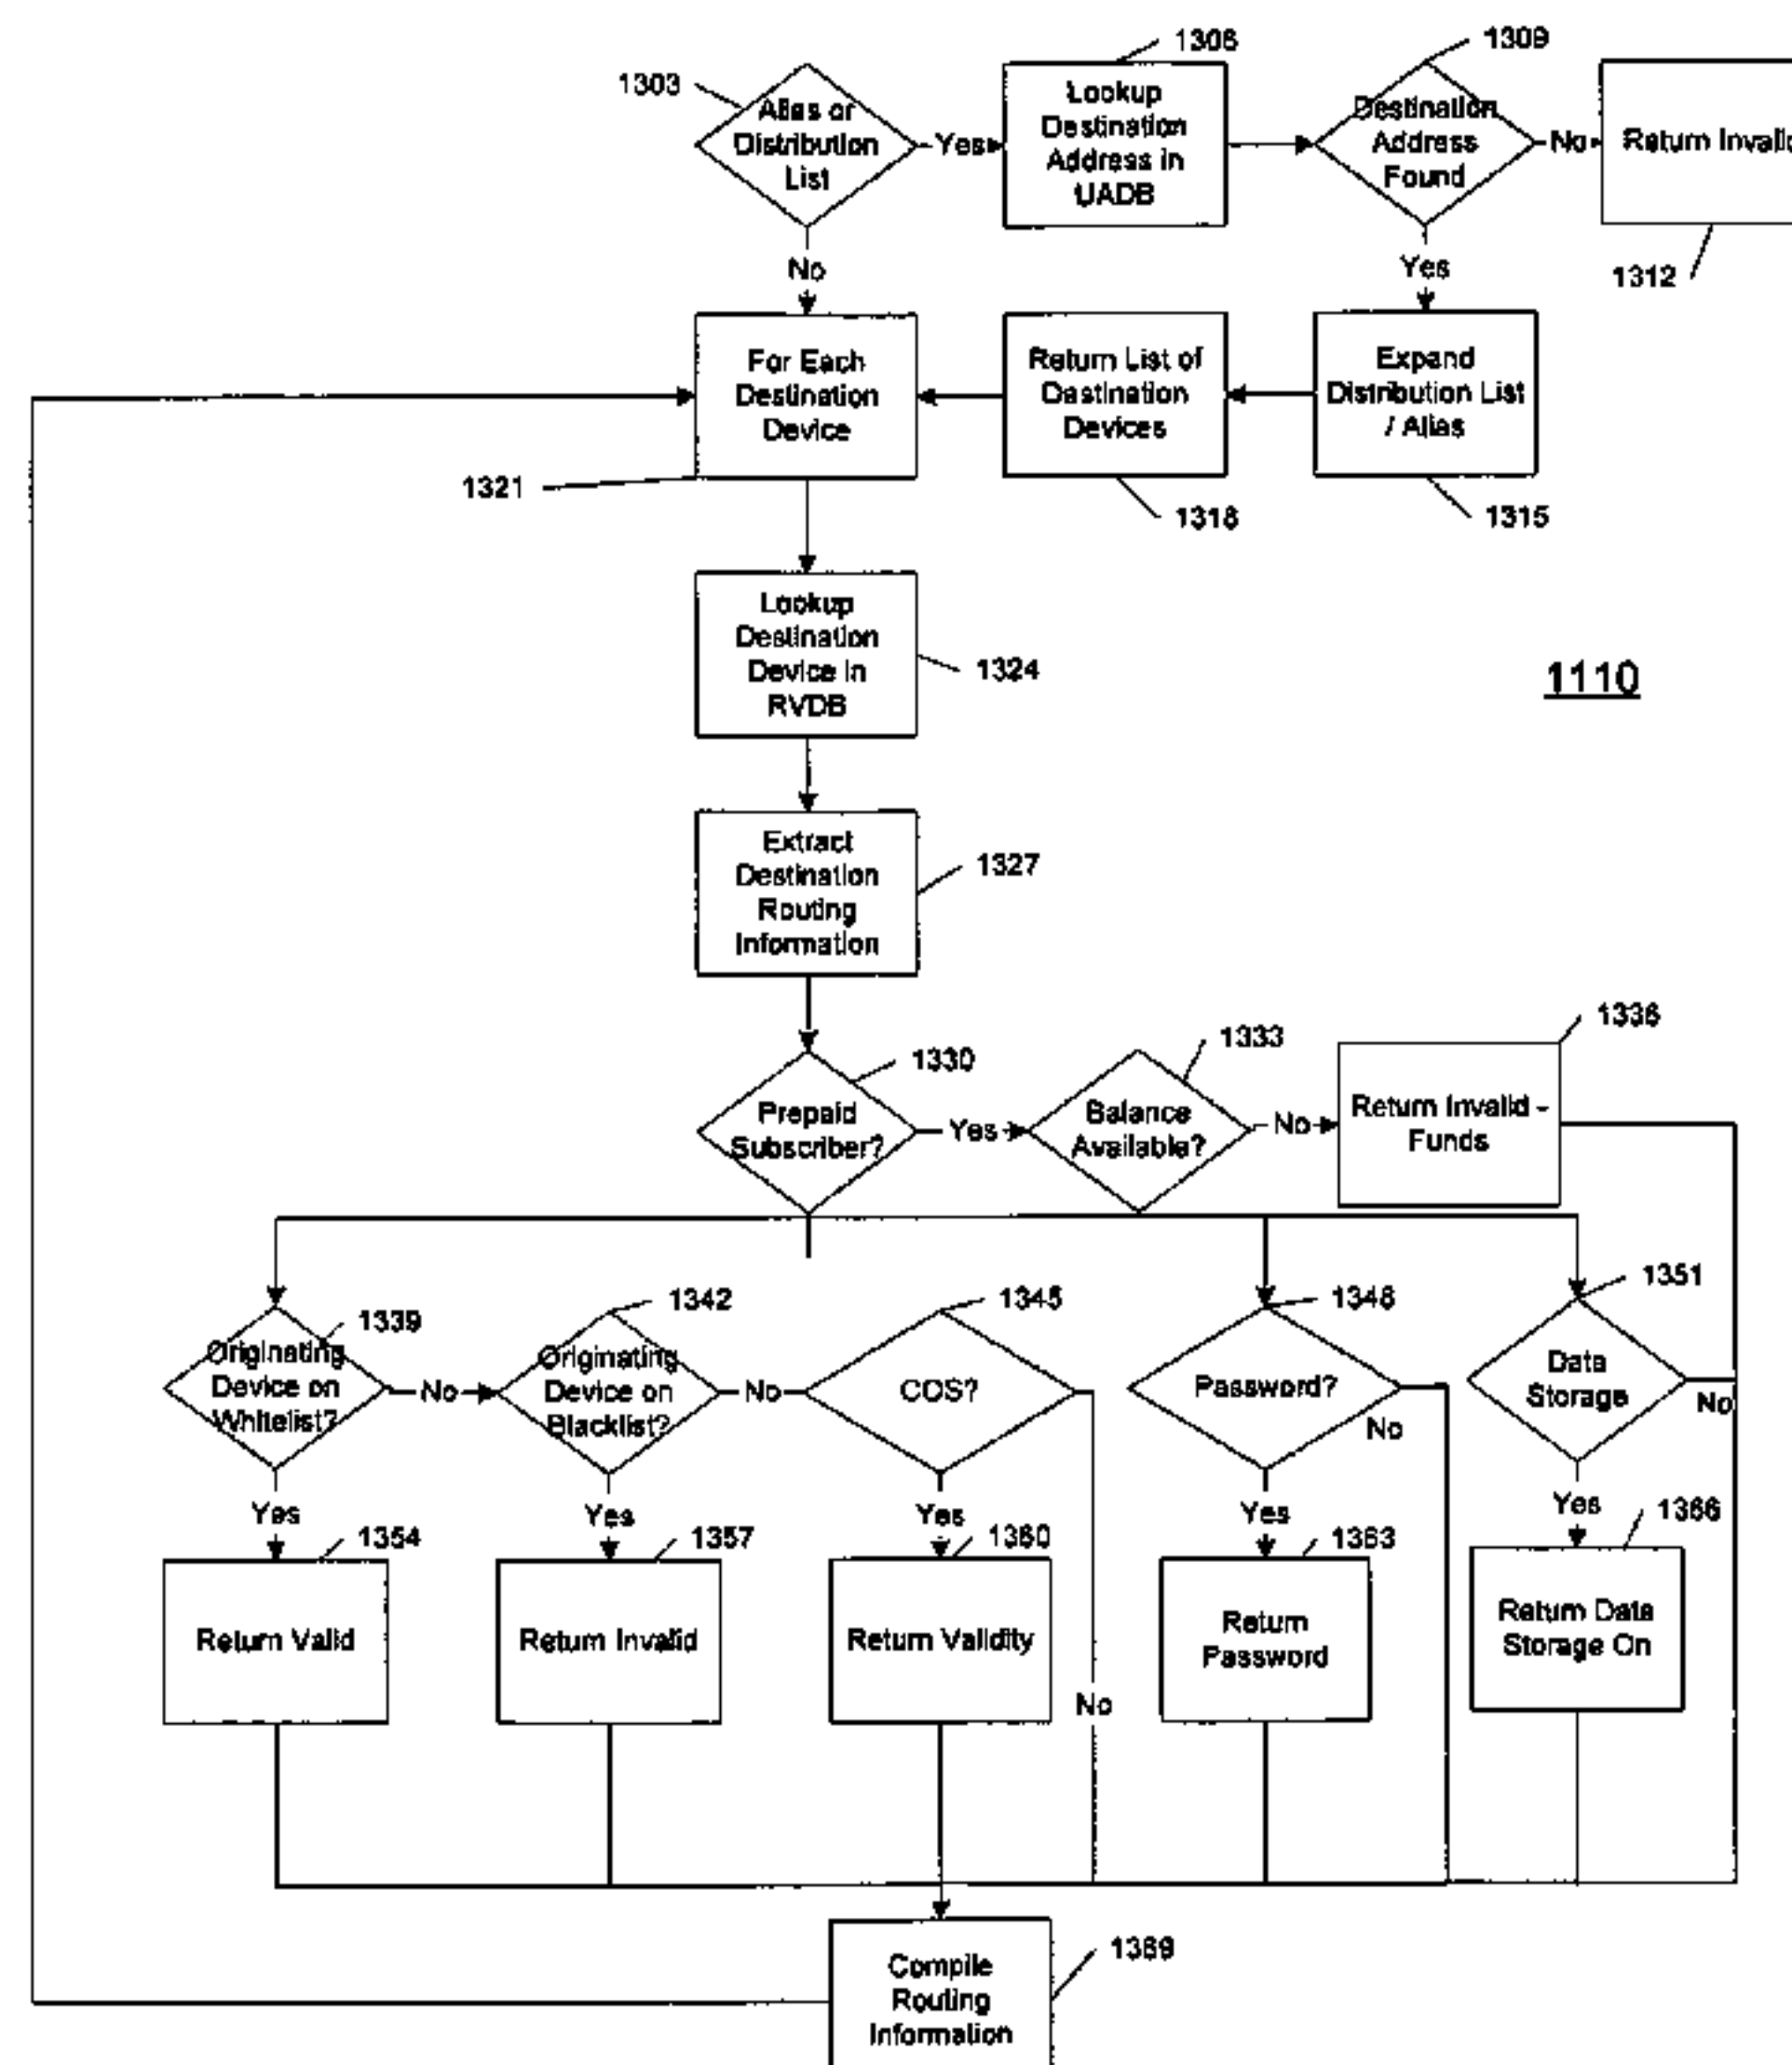 1303
Alias or
Distribution
List
Yes
1306
Lookup
Destination
Address in
UADB
1309
Destination
Address
Found
No
Return Invalid
1312
No
Yes
For Each
Destination
Device
1321
Return List of
Destination
Devices
1318
Expand
Distribution List
/ Alias
1315
Lookup
Destination
Device in
RVDB
1324
1110
Extract
Destination
Routing
Information
1327
Prepaid
Subscriber?
1330
Yes
Balance
Available?
1333
No
Return Invalid -
Funds
1336
Originating
Device on
Whitelist?
1339
No
Originating
Device on
Blacklist?
1342
No
COS?
1345
Password?
1348
No
Data
Storage
1351
No
Yes
Yes
Yes
Yes
Yes
1354
Return Valid
1357
Return Invalid
1360
Return Validity
No
1363
Return
Password
1366
Return Data
Storage On
Compile
Routing
Information
1369